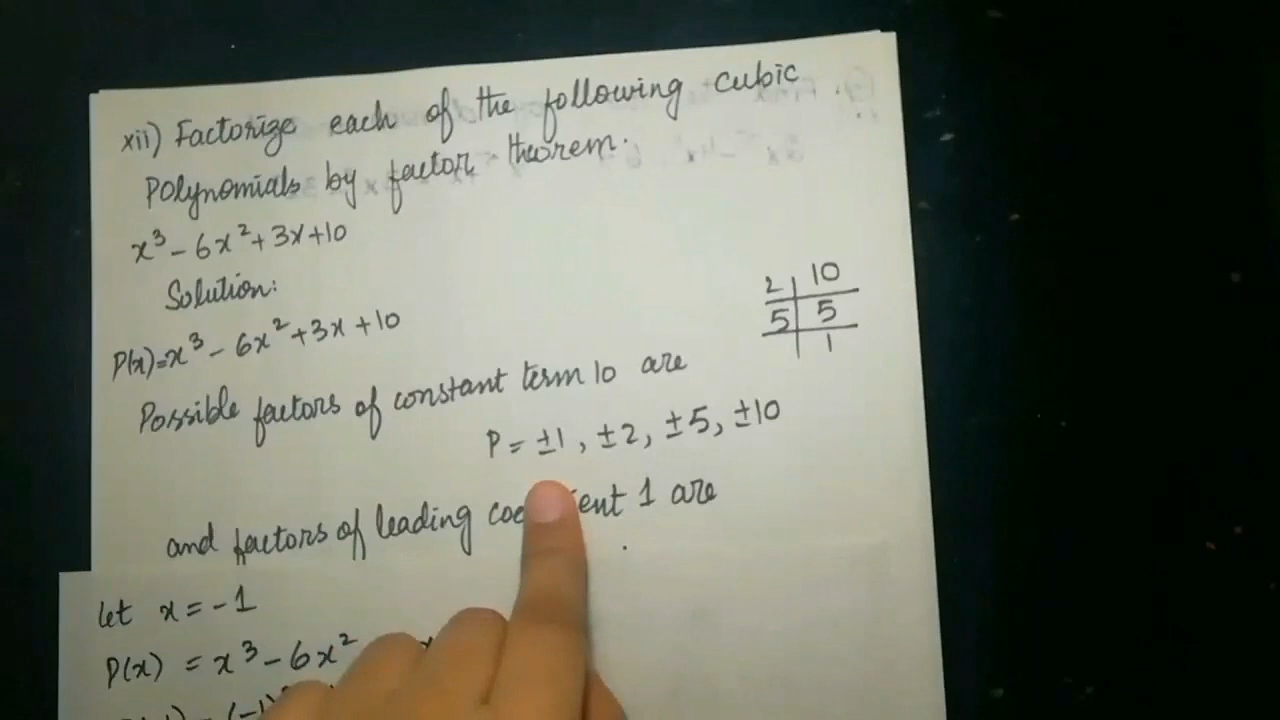 xii) Factorize each of the following cubic
Polynomials by factor theorem.
x³ - 6x² + 3x + 10
Solution:
P(x) = x³ - 6x² + 3x + 10
2 | 10
5 | 5
| 1
Possible factors of constant term 10 are
P = ±1, ±2, ±5, ±10
and factors of leading 1 are
let x = -1
P(x) = x³ - 6x²